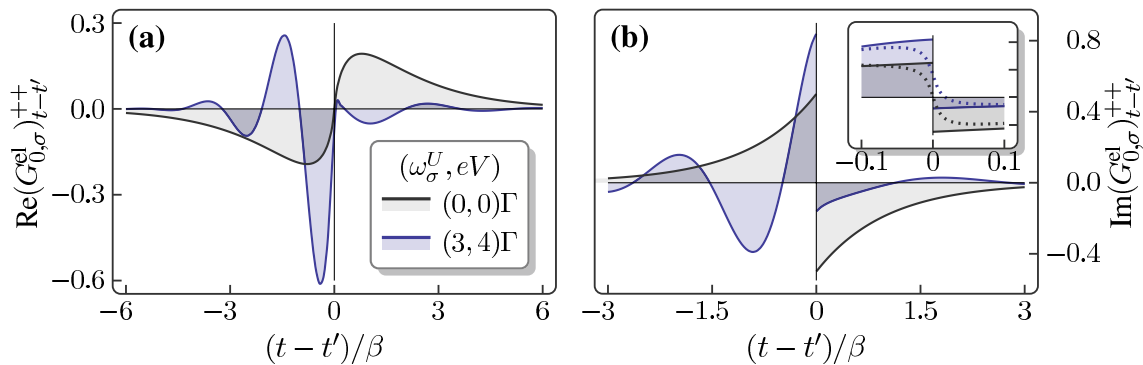 (a)
Re(G^{el}_{0,σ})^{++}_{t−t′}
0.3
0.0
−0.3
−0.6
(ω^U_σ, eV)
(0, 0)Γ
(3, 4)Γ
−6
−3
0
3
6
(t − t′)/β
(b)
−0.1
0
0.1
0.8
0.4
0.0
−0.4
Im(G^{el}_{0,σ})^{++}_{t−t′}
−3
−1.5
0
1.5
3
(t − t′)/β